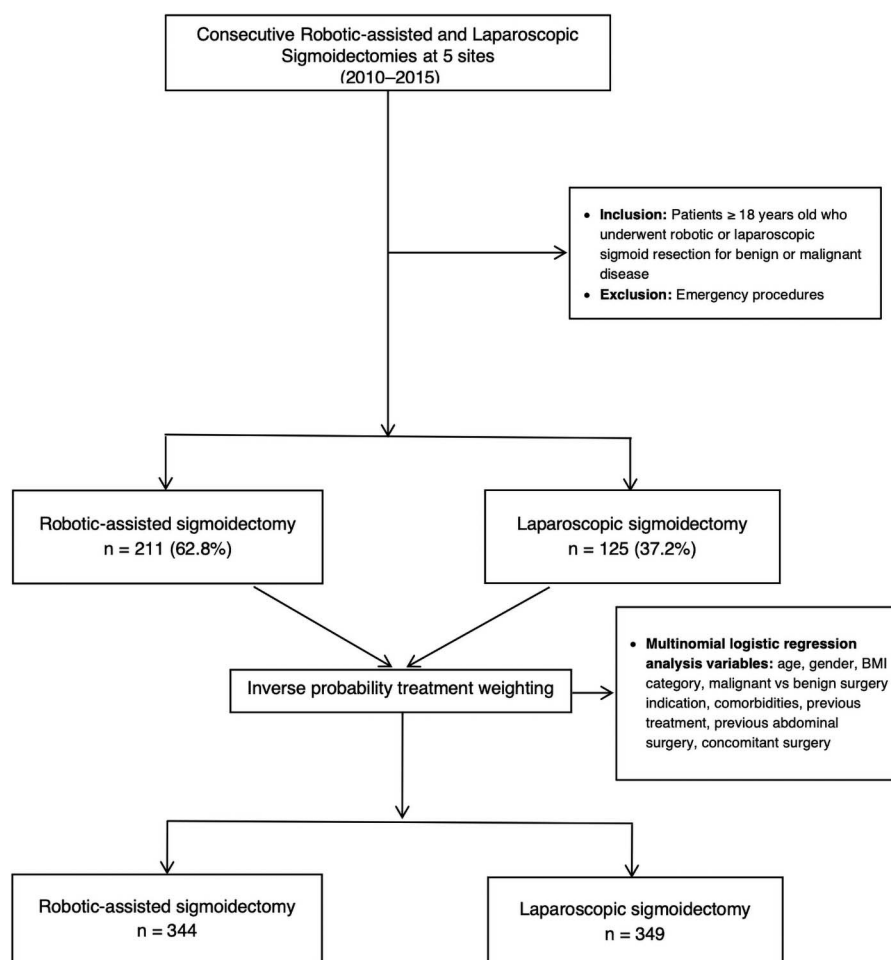 Consecutive Robotic-assisted and Laparoscopic
Sigmoidectomies at 5 sites
(2010–2015)
• Inclusion: Patients ≥ 18 years old who
underwent robotic or laparoscopic
sigmoid resection for benign or malignant
disease
• Exclusion: Emergency procedures
Robotic-assisted sigmoidectomy
n = 211 (62.8%)
Laparoscopic sigmoidectomy
n = 125 (37.2%)
Inverse probability treatment weighting
• Multinomial logistic regression
analysis variables: age, gender, BMI
category, malignant vs benign surgery
indication, comorbidities, previous
treatment, previous abdominal
surgery, concomitant surgery
Robotic-assisted sigmoidectomy
n = 344
Laparoscopic sigmoidectomy
n = 349